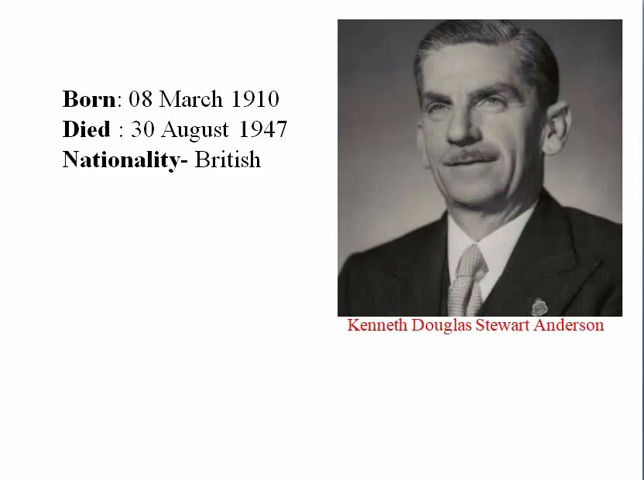 Born: 08 March 1910
Died : 30 August 1947
Nationality- British
Kenneth Douglas Stewart Anderson